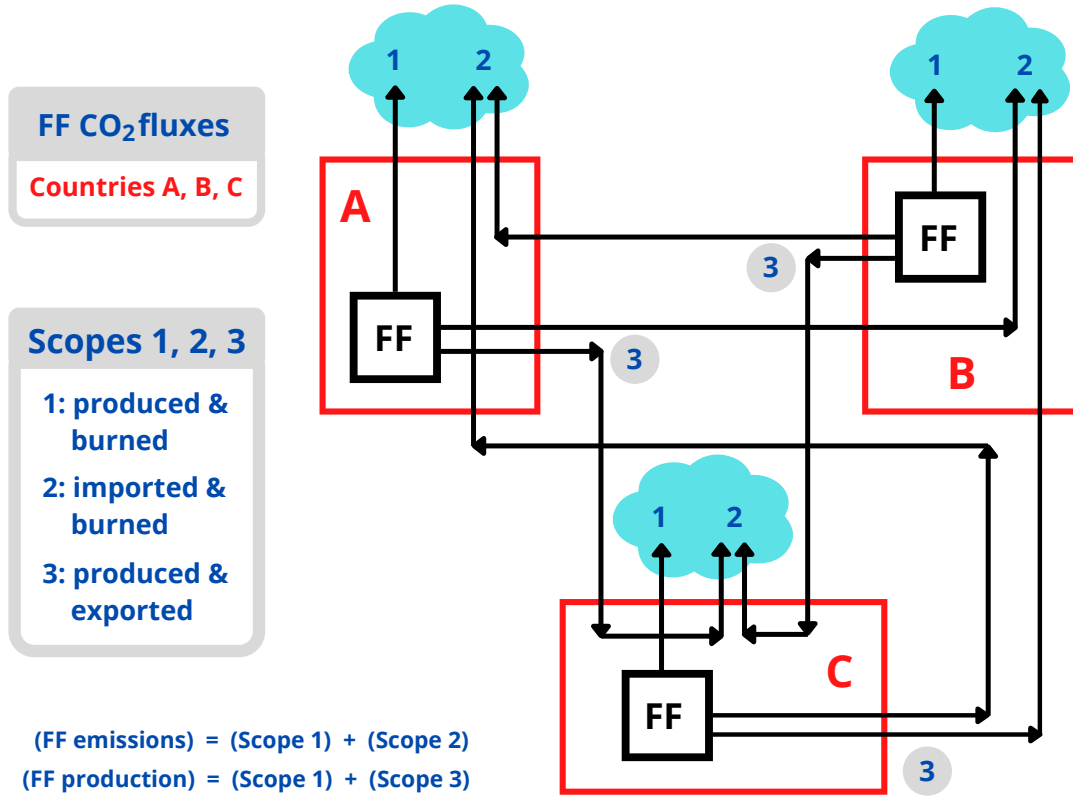 1 2
1 2
FF CO₂ fluxes
Countries A, B, C
A
FF
3
FF
Scopes 1, 2, 3
FF
3
B
1: produced &
burned
2: imported &
burned
1 2
3: produced &
exported
C
FF
(FF emissions) = (Scope 1) + (Scope 2)
(FF production) = (Scope 1) + (Scope 3)
3